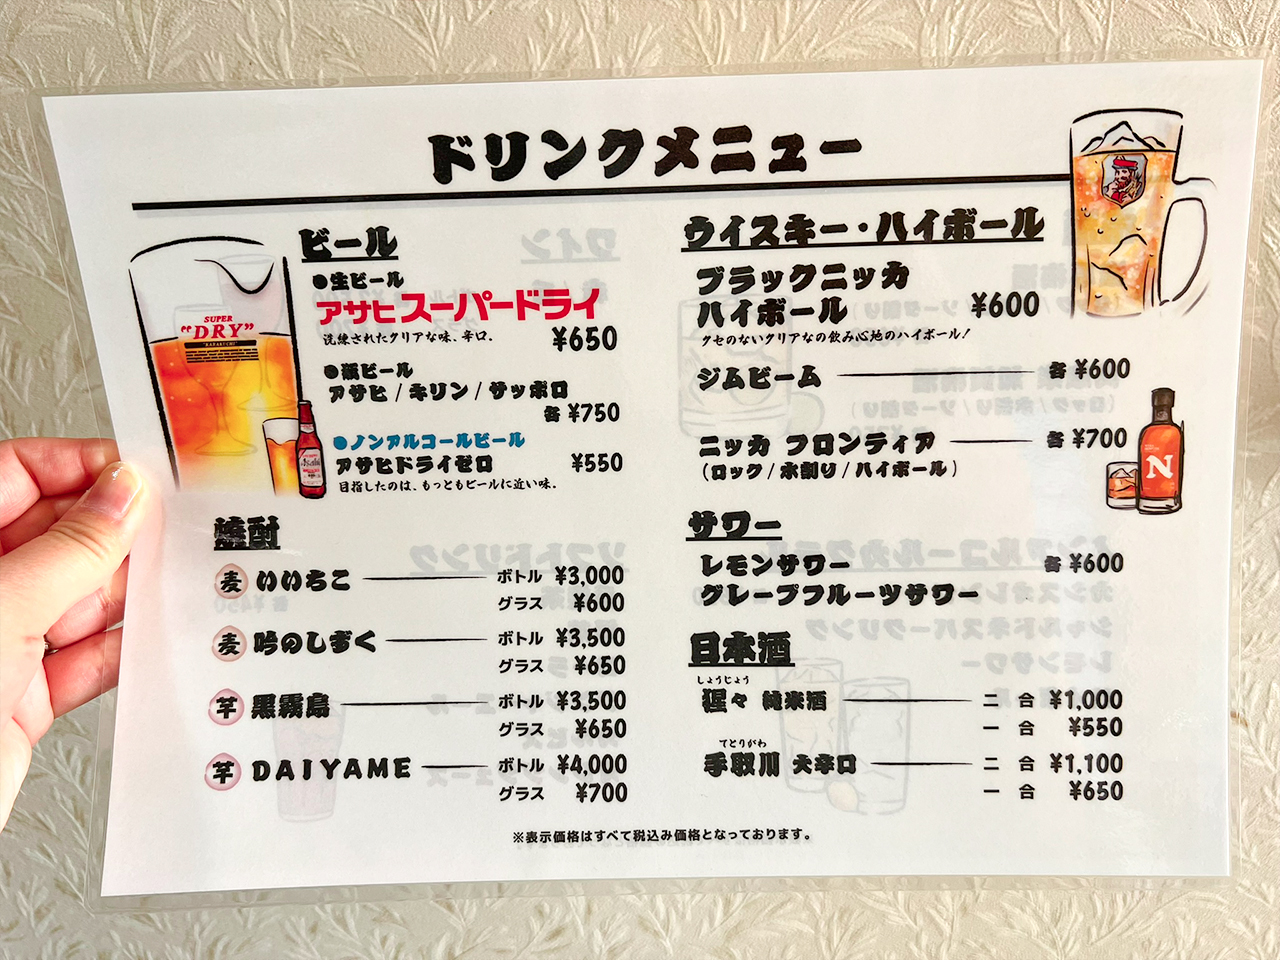 ドリンクメニュー
ビール
●生ビール
アサヒスーパードライ
洗練されたクリアな味、辛口。 ¥650
●瓶ビール
アサヒ / キリン / サッポロ
各 ¥750
●ノンアルコールビール
アサヒドライゼロ ¥550
目指したのは、もっともビールに近い味。
SUPER
"DRY"
Asahi
焼酎
麦 いいちこ ボトル ¥3,000
グラス ¥600
麦 吟のしずく ボトル ¥3,500
グラス ¥650
芋 黒霧島 ボトル ¥3,500
グラス ¥650
芋 DAIYAME ボトル ¥4,000
グラス ¥700
ウイスキー・ハイボール
ブラックニッカ
ハイボール ¥600
クセのないクリアなの飲み心地のハイボール!
ジムビーム 各 ¥600
ニッカ フロンティア 各 ¥700
(ロック / 水割り / ハイボール)
N
サワー
レモンサワー 各 ¥600
グレープフルーツサワー
日本酒
しょうじょう
猩々 純米酒 二 合 ¥1,000
一 合 ¥550
てとりがわ
手取川 大辛口 二 合 ¥1,100
一 合 ¥650
※表示価格はすべて税込み価格となっております。